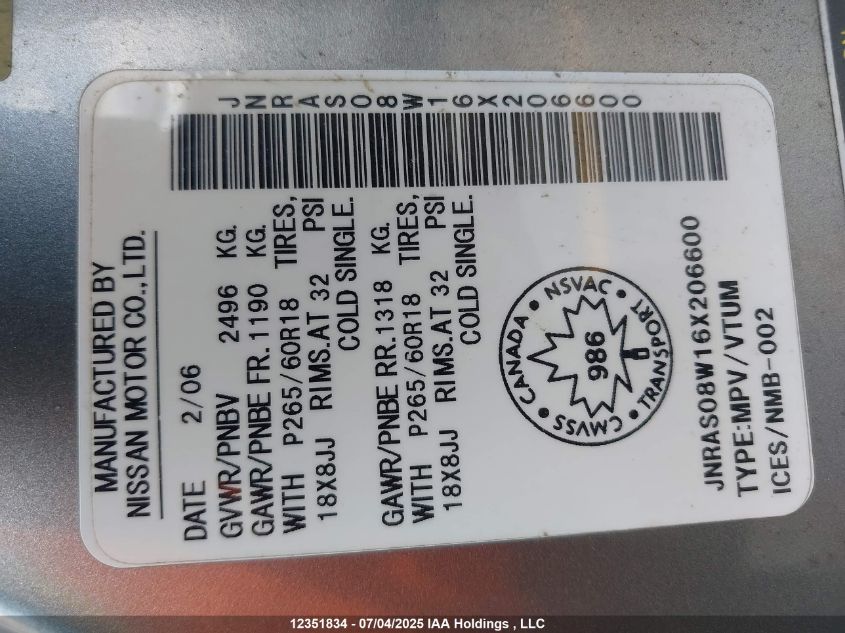 JNRAS08W16X206600
MANUFACTURED BY
NISSAN MOTOR CO.,LTD.
DATE 2/06
GVWR/PNBV 2496 KG.
GAWR/PNBE FR. 1190 KG.
WITH P265/60R18 TIRES,
18X8JJ RIMS.AT 32 PSI
COLD SINGLE.
GAWR/PNBE RR. 1318 KG.
WITH P265/60R18 TIRES,
18X8JJ RIMS.AT 32 PSI
COLD SINGLE.
CANADA • NSVAC • TRANSPORT • CMVSS •
986
JNRAS08W16X206600
TYPE:MPV/VTUM
ICES/NMB-002
12351834 - 07/04/2025 IAA Holdings , LLC